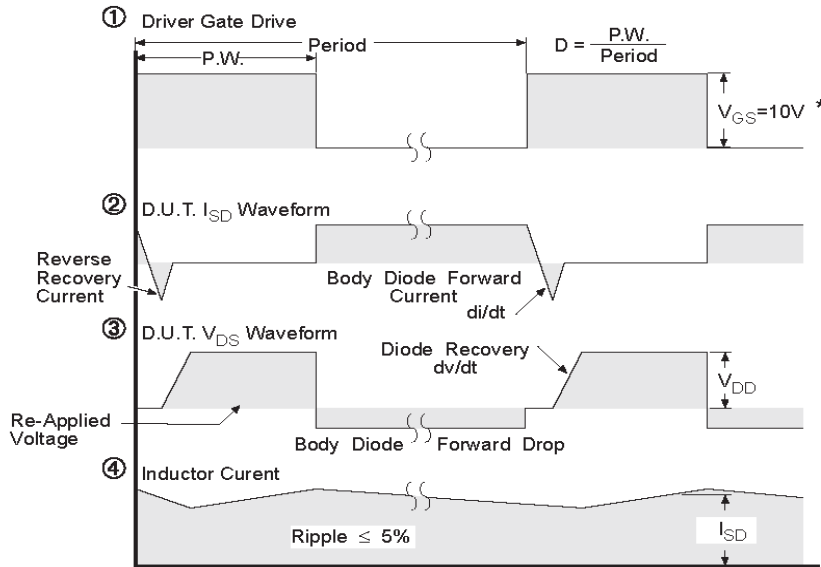 ① Driver Gate Drive
P.W.
Period
D = P.W.
Period
V_GS=10V *
② D.U.T. I_SD Waveform
Reverse
Recovery
Current
Body Diode Forward
Current
di/dt
③ D.U.T. V_DS Waveform
Diode Recovery
dv/dt
V_DD
Re-Applied
Voltage
Body Diode Forward Drop
④ Inductor Curent
Ripple ≤ 5%
I_SD